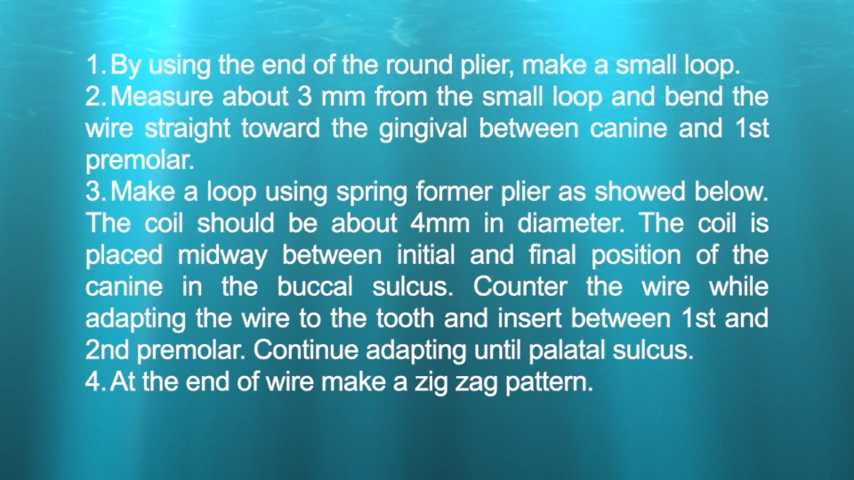 1. By using the end of the round plier, make a small loop.
2. Measure about 3 mm from the small loop and bend the
wire straight toward the gingival between canine and 1st
premolar.
3. Make a loop using spring former plier as showed below.
The coil should be about 4mm in diameter. The coil is
placed midway between initial and final position of the
canine in the buccal sulcus. Counter the wire while
adapting the wire to the tooth and insert between 1st and
2nd premolar. Continue adapting until palatal sulcus.
4. At the end of wire make a zig zag pattern.